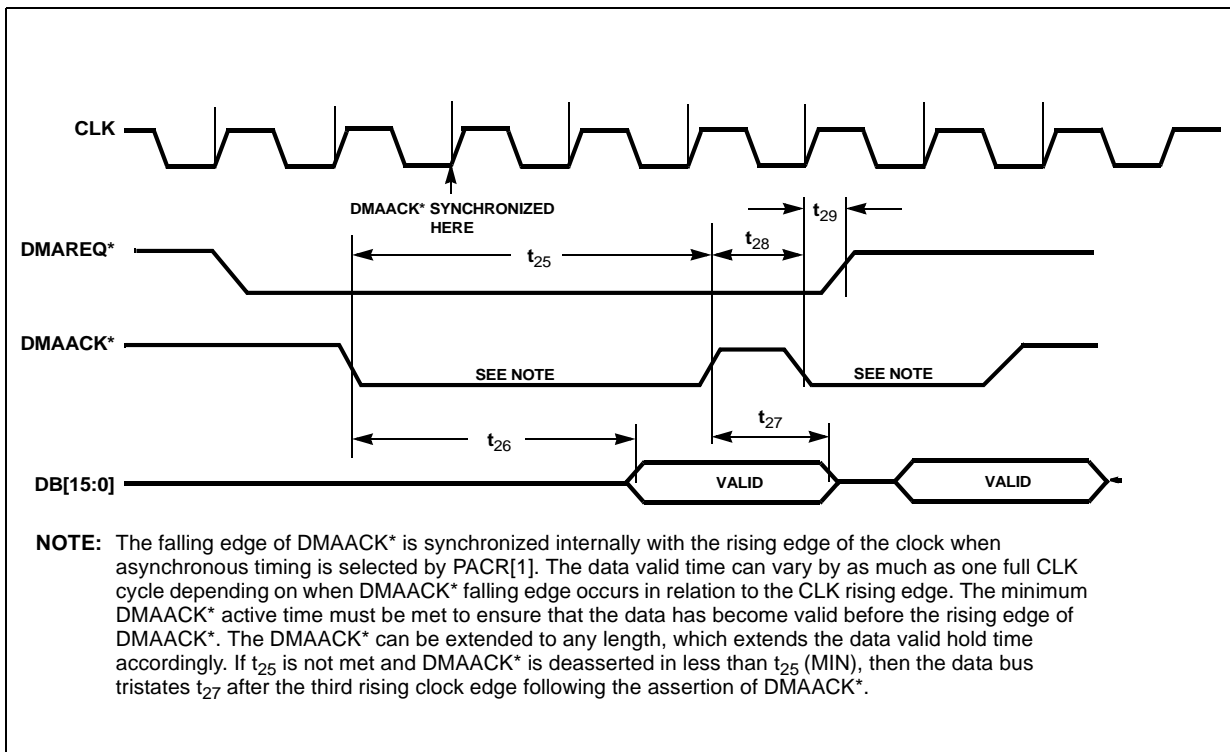 CLK
DMAACK* SYNCHRONIZED
HERE
t29
DMAREQ*
t25
t28
DMAACK*
SEE NOTE
SEE NOTE
t26
t27
DB[15:0]
VALID
VALID
NOTE: The falling edge of DMAACK* is synchronized internally with the rising edge of the clock when
asynchronous timing is selected by PACR[1]. The data valid time can vary by as much as one full CLK
cycle depending on when DMAACK* falling edge occurs in relation to the CLK rising edge. The minimum
DMAACK* active time must be met to ensure that the data has become valid before the rising edge of
DMAACK*. The DMAACK* can be extended to any length, which extends the data valid hold time
accordingly. If t25 is not met and DMAACK* is deasserted in less than t25 (MIN), then the data bus
tristates t27 after the third rising clock edge following the assertion of DMAACK*.